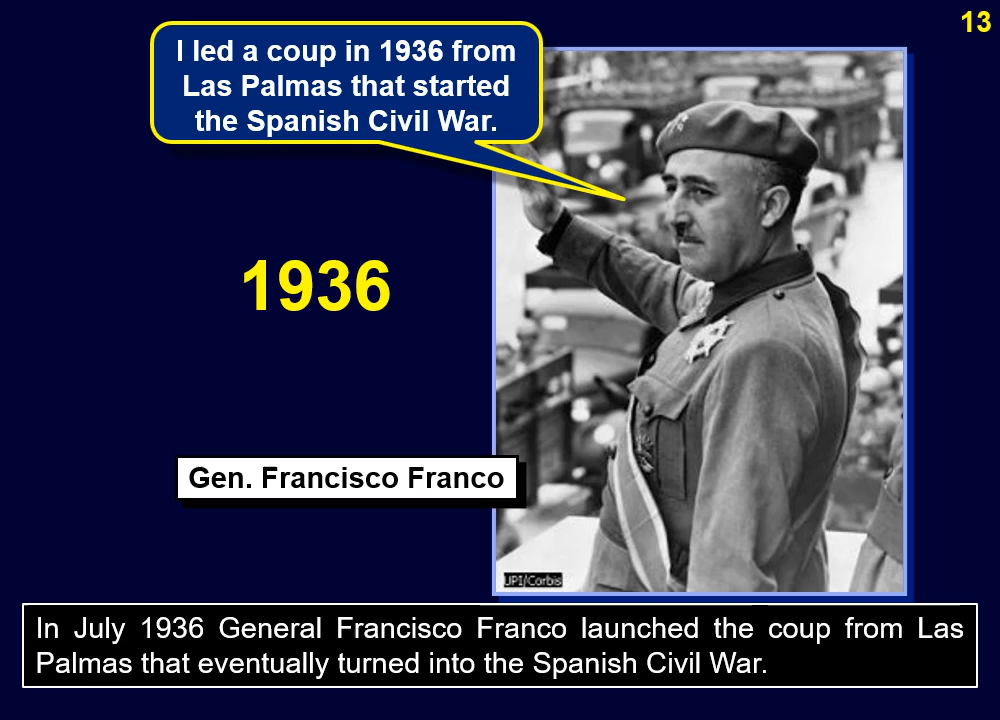 13
I led a coup in 1936 from
Las Palmas that started
the Spanish Civil War.
1936
Gen. Francisco Franco
UPI/Corbis
In July 1936 General Francisco Franco launched the coup from Las
Palmas that eventually turned into the Spanish Civil War.